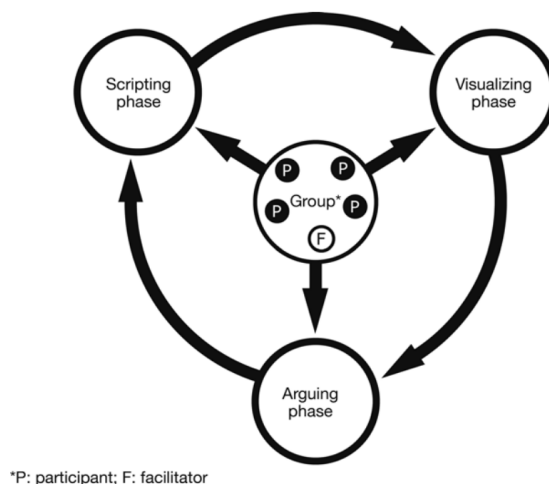 Scripting
phase
Visualizing
phase
P
P
Group*
P
P
F
Arguing
phase
*P: participant; F: facilitator